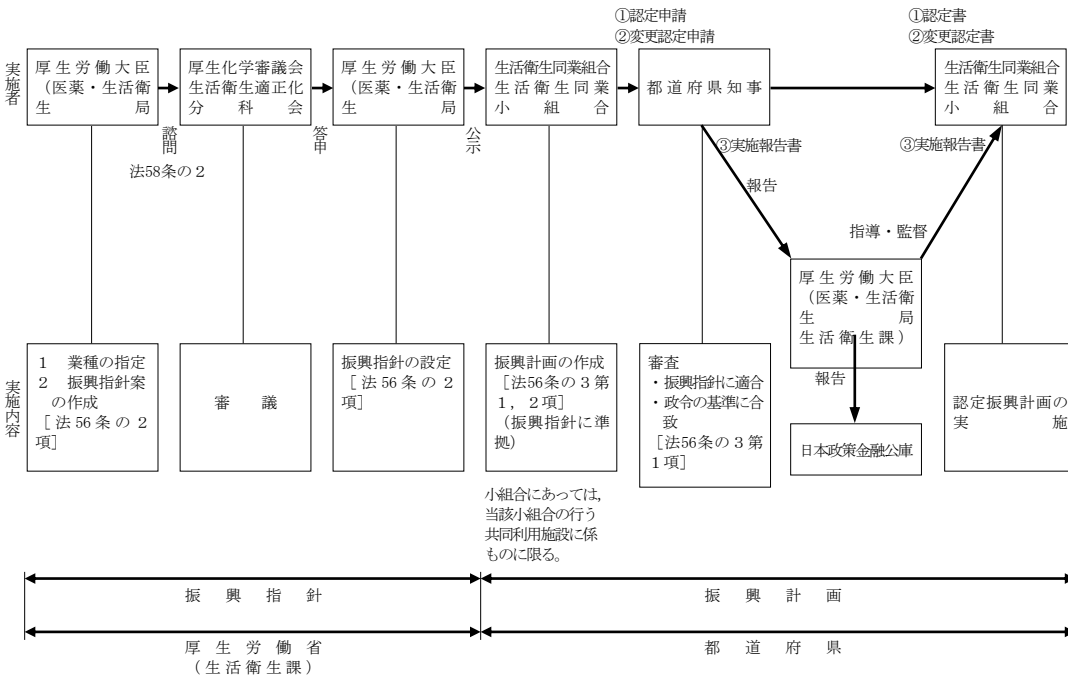 ①認定申請
②変更認定申請
①認定書
②変更認定書
実施者
厚生労働大臣
（医薬・生活衛
生局
厚生化学審議会
生活衛生適正化
分科会
厚生労働大臣
（医薬・生活衛
生局
生活衛生同業組合
生活衛生同業
小組合
都道府県知事
生活衛生同業組合
生活衛生同業
小組合
諮問
答申
公示
法58条の２
③実施報告書
③実施報告書
報告
指導・監督
厚生労働大臣
（医薬・生活衛
生局
生活衛生課）
実施内容
１　業種の指定
２　振興指針案
の作成
［法56条の２
項］
審議
振興指針の設定
［法56条の２
項］
振興計画の作成
［法56条の３第
１，２項］
（振興指針に準
拠）
審査
・振興指針に適合
・政令の基準に合
致
［法56条の３第
１項］
報告
日本政策金融公庫
認定振興計画の
実施
小組合にあっては，
当該小組合の行う
共同利用施設に係
ものに限る。
振興指針
振興計画
厚生労働省
（生活衛生課）
都道府県